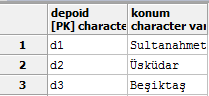 depoid konum
[PK] characte character var
1 d1 Sultanahmet
2 d2 Üsküdar
3 d3 Beşiktaş